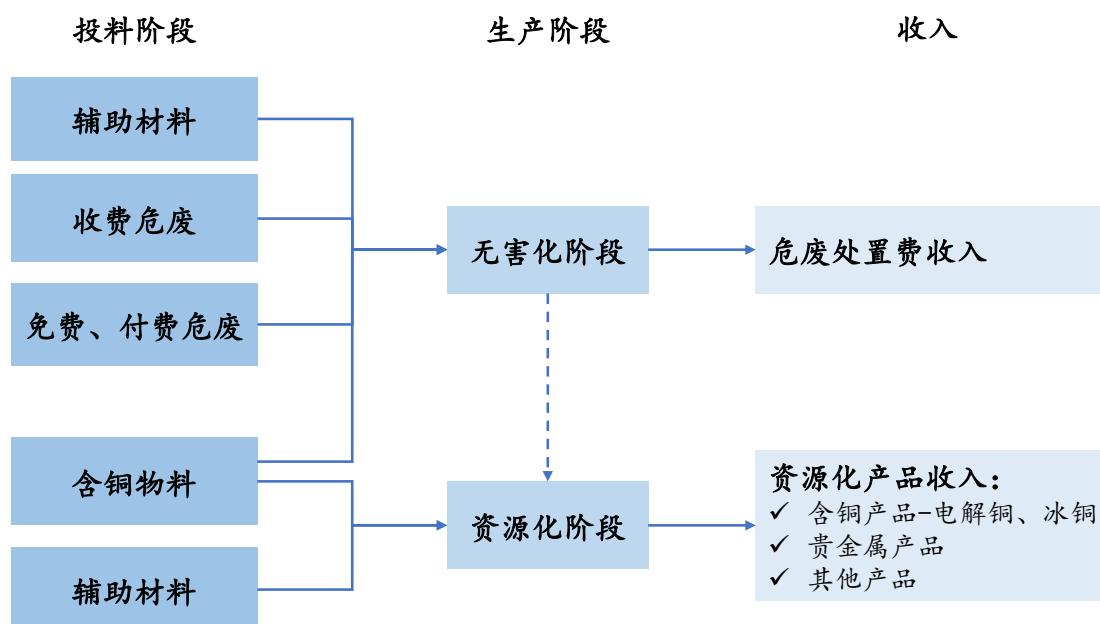 投料阶段
生产阶段
收入
辅助材料
收费危废
免费、付费危废
含铜物料
辅助材料
无害化阶段
资源化阶段
危废处置费收入
资源化产品收入：
✓ 含铜产品-电解铜、冰铜
✓ 贵金属产品
✓ 其他产品